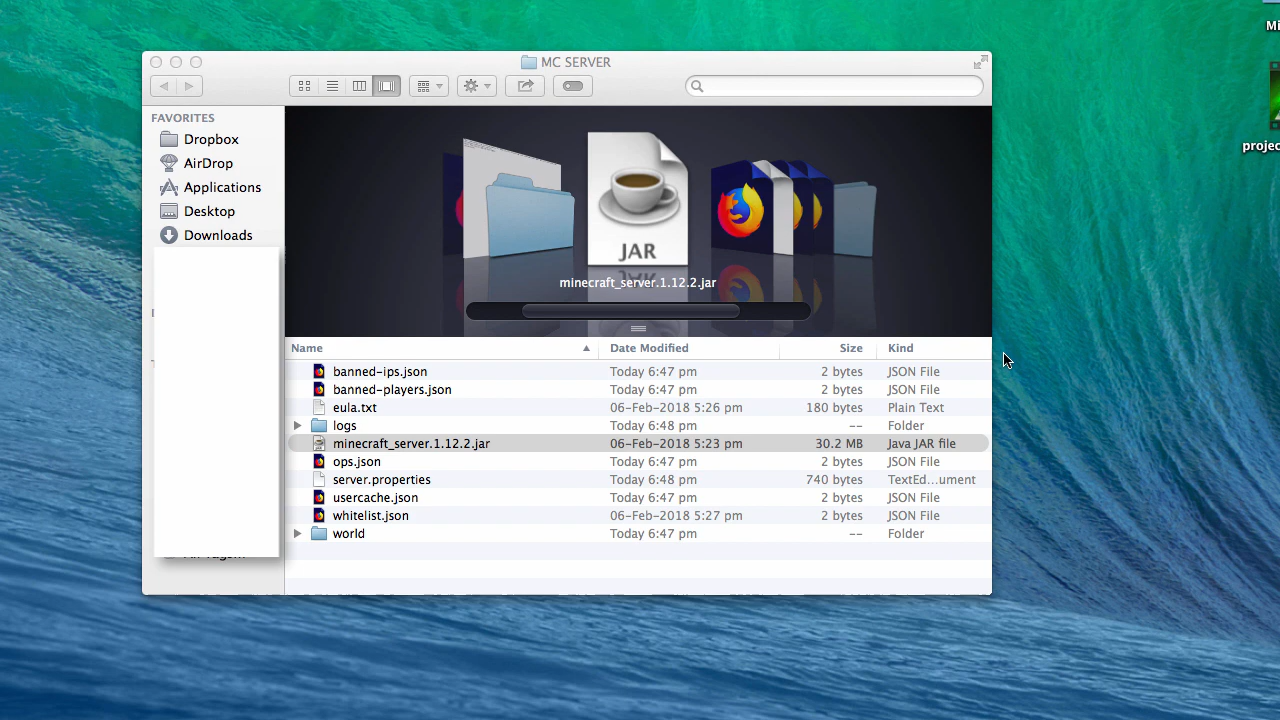 MC SERVER
FAVORITES
Dropbox
AirDrop
Applications
Desktop
Downloads
JAR
minecraft_server.1.12.2.jar
Name Date Modified Size Kind
banned-ips.json Today 6:47 pm 2 bytes JSON File
banned-players.json Today 6:47 pm 2 bytes JSON File
eula.txt 06-Feb-2018 5:26 pm 180 bytes Plain Text
logs Today 6:48 pm -- Folder
minecraft_server.1.12.2.jar 06-Feb-2018 5:23 pm 30.2 MB Java JAR file
ops.json Today 6:47 pm 2 bytes JSON File
server.properties Today 6:48 pm 740 bytes TextEd...ument
usercache.json Today 6:47 pm 2 bytes JSON File
whitelist.json 06-Feb-2018 5:27 pm 2 bytes JSON File
world Today 6:47 pm -- Folder
Mi
projec